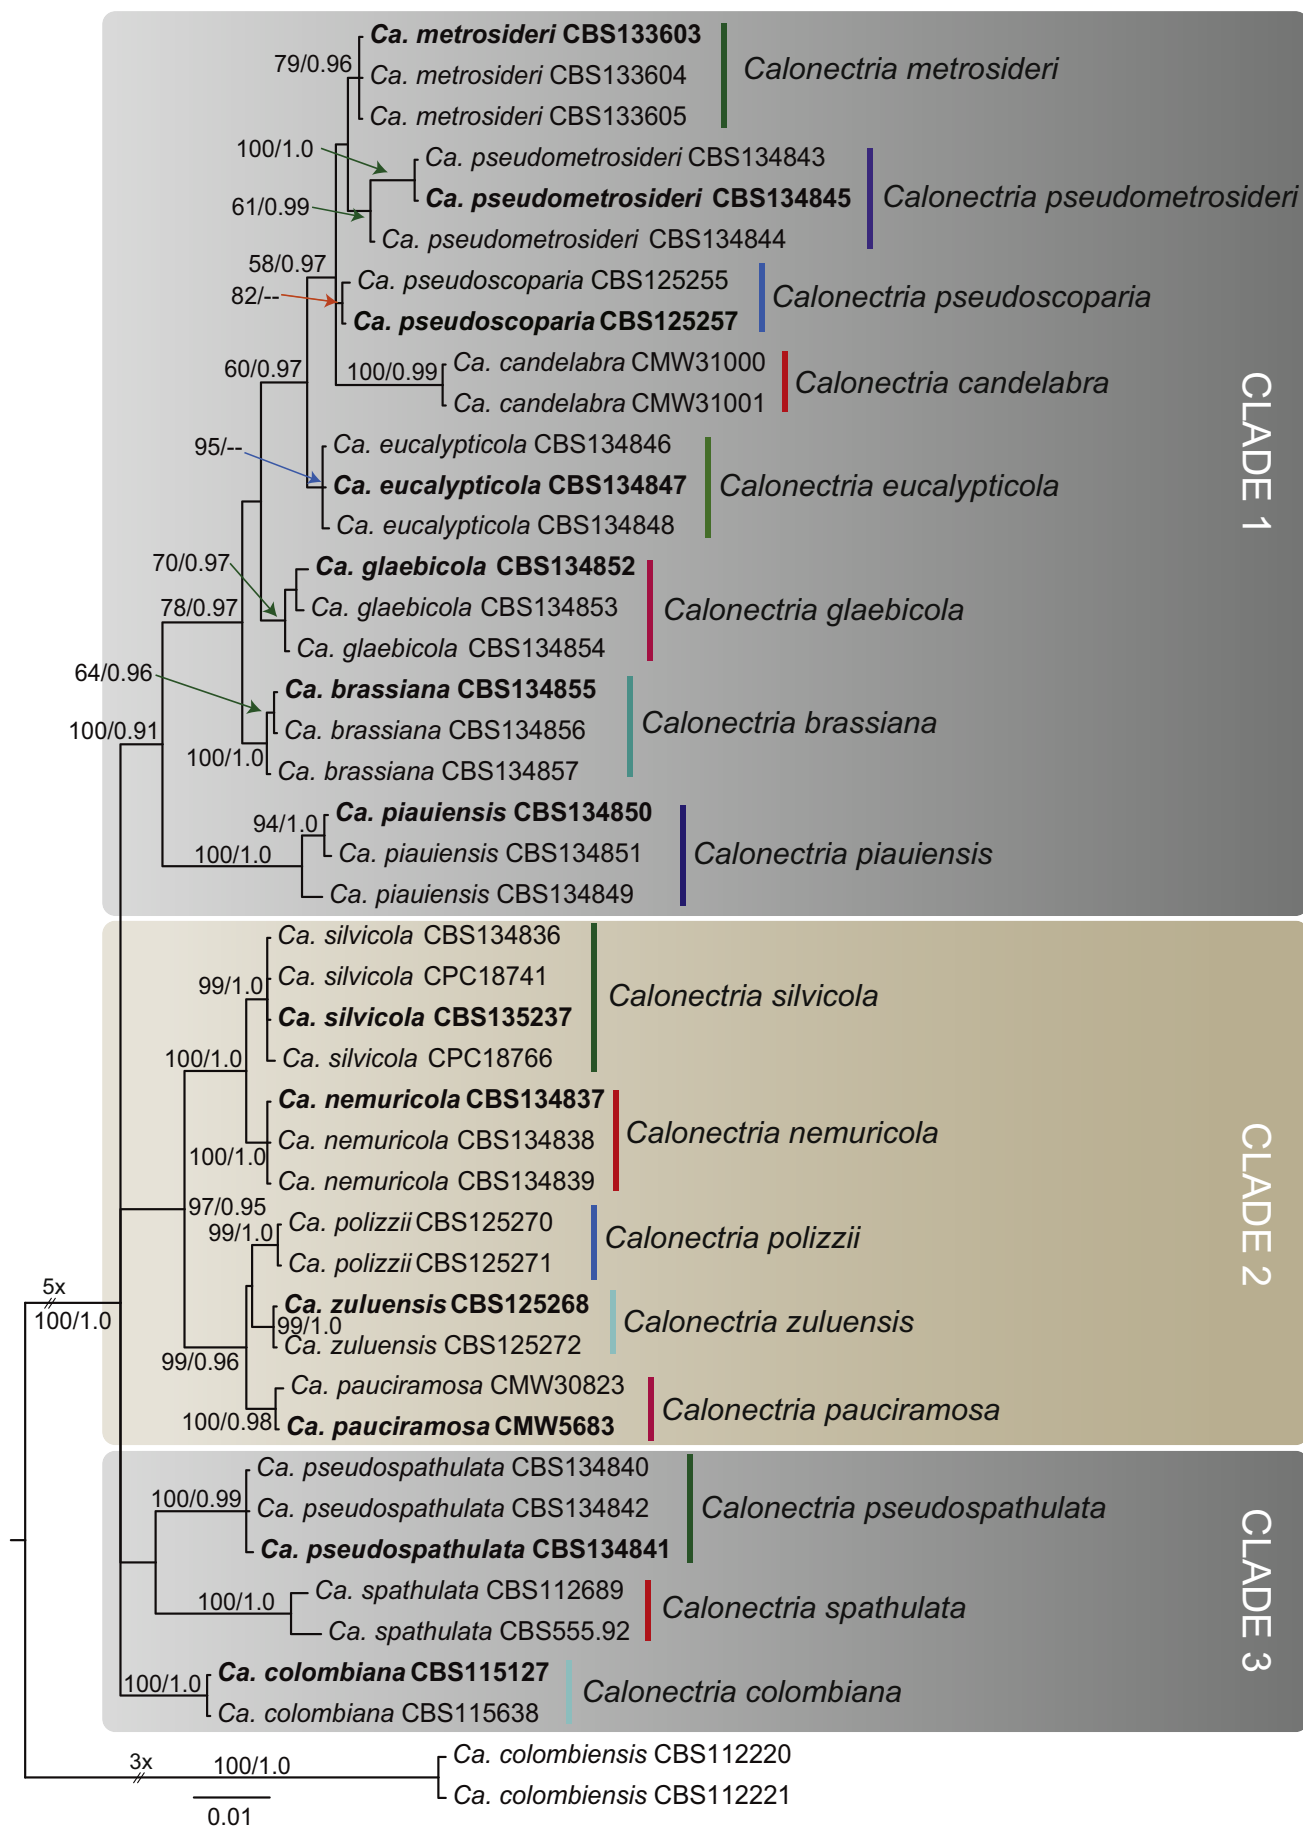 Ca. metrosideri CBS133603
79/0.96
Ca. metrosideri CBS133604
Calonectria metrosideri
Ca. metrosideri CBS133605
100/1.0
Ca. pseudometrosideri CBS134843
Ca. pseudometrosideri CBS134845
Calonectria pseudometrosideri
61/0.99
Ca. pseudometrosideri CBS134844
58/0.97
Ca. pseudoscoparia CBS125255
82/--
Calonectria pseudoscoparia
Ca. pseudoscoparia CBS125257
60/0.97
100/0.99
Ca. candelabra CMW31000
Calonectria candelabra
Ca. candelabra CMW31001
CLADE 1
95/--
Ca. eucalypticola CBS134846
Ca. eucalypticola CBS134847
Calonectria eucalypticola
Ca. eucalypticola CBS134848
70/0.97
Ca. glaebicola CBS134852
78/0.97
Ca. glaebicola CBS134853
Calonectria glaebicola
Ca. glaebicola CBS134854
64/0.96
Ca. brassiana CBS134855
100/0.91
Ca. brassiana CBS134856
Calonectria brassiana
100/1.0
Ca. brassiana CBS134857
Ca. piauiensis CBS134850
94/1.0
100/1.0
Ca. piauiensis CBS134851
Calonectria piauiensis
Ca. piauiensis CBS134849
Ca. silvicola CBS134836
99/1.0
Ca. silvicola CPC18741
Calonectria silvicola
Ca. silvicola CBS135237
100/1.0
Ca. silvicola CPC18766
Ca. nemuricola CBS134837
Ca. nemuricola CBS134838
Calonectria nemuricola
100/1.0
Ca. nemuricola CBS134839
CLADE 2
97/0.95
99/1.0
Ca. polizzii CBS125270
Calonectria polizzii
Ca. polizzii CBS125271
5x
100/1.0
Ca. zuluensis CBS125268
99/1.0
Calonectria zuluensis
Ca. zuluensis CBS125272
99/0.96
Ca. pauciramosa CMW30823
Calonectria pauciramosa
100/0.98
Ca. pauciramosa CMW5683
Ca. pseudospathulata CBS134840
100/0.99
Ca. pseudospathulata CBS134842
Calonectria pseudospathulata
Ca. pseudospathulata CBS134841
CLADE 3
100/1.0
Ca. spathulata CBS112689
Calonectria spathulata
Ca. spathulata CBS555.92
Ca. colombiana CBS115127
100/1.0
Calonectria colombiana
Ca. colombiana CBS115638
3x
100/1.0
Ca. colombiensis CBS112220
Ca. colombiensis CBS112221
0.01